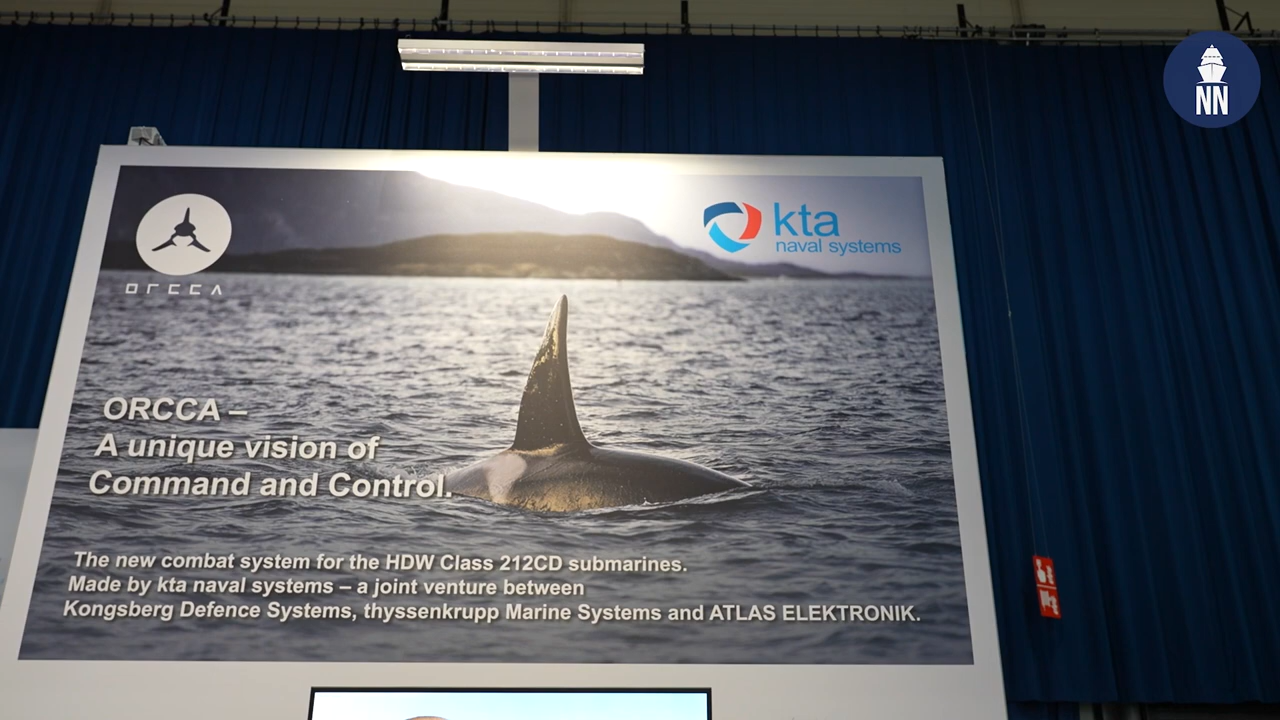 NN
orcca
kta
naval systems
ORCCA –
A unique vision of
Command and Control.
The new combat system for the HDW Class 212CD submarines.
Made by kta naval systems – a joint venture between
Kongsberg Defence Systems, thyssenkrupp Marine Systems and ATLAS ELEKTRONIK.